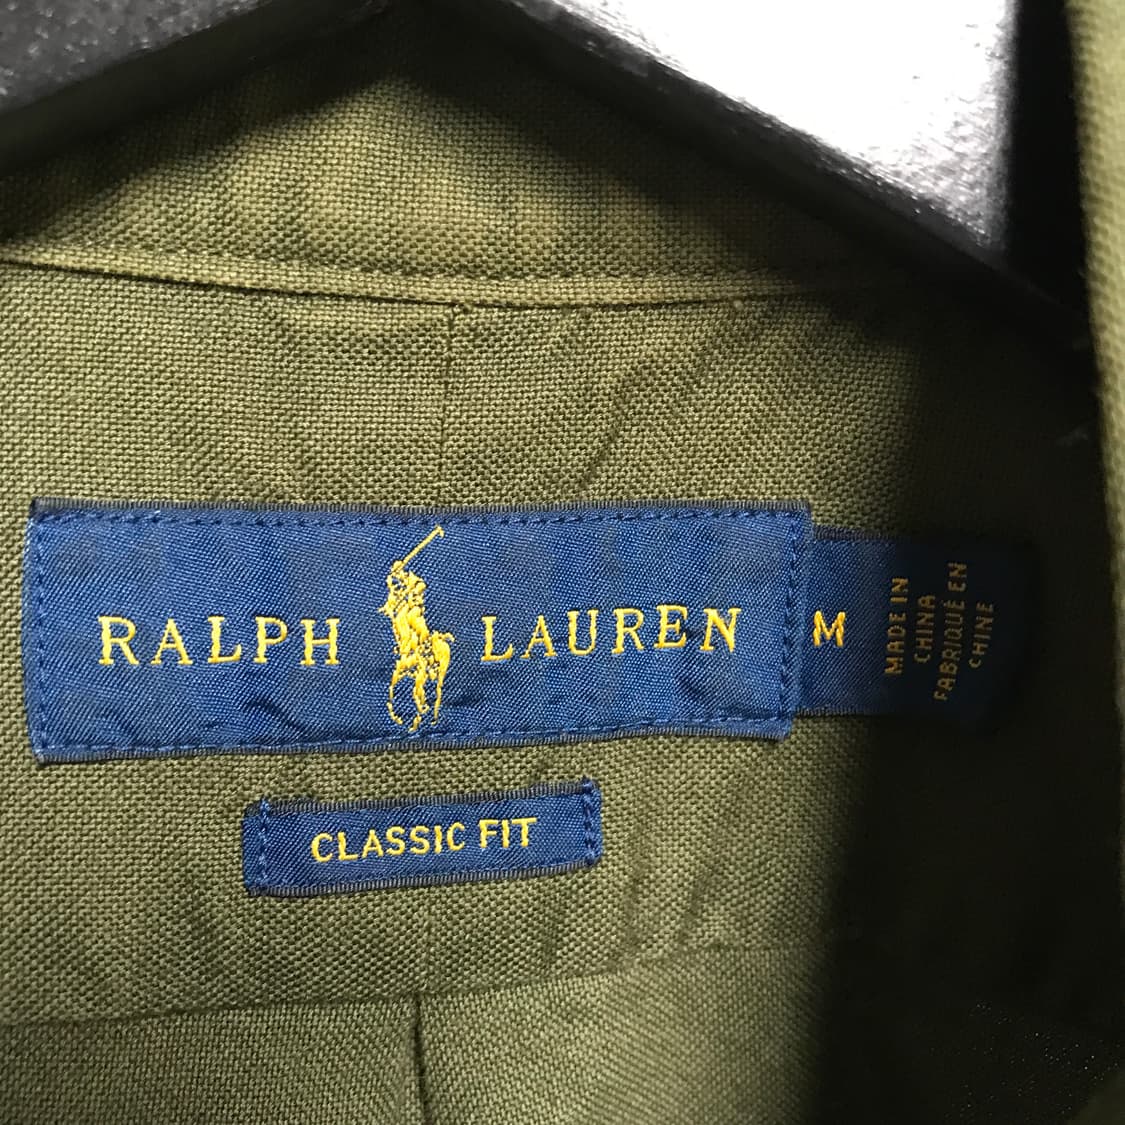 RALPH LAUREN
M
MADE IN
CHINA
FABRIQUÉ EN
CHINE
CLASSIC FIT